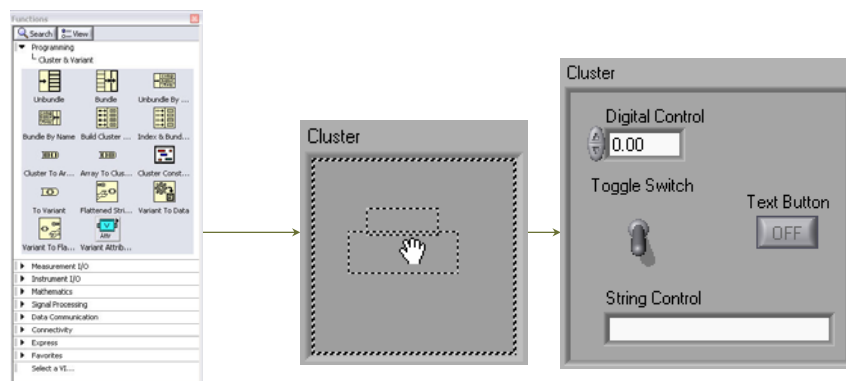 Functions
Search View
Programming
Cluster & Variant
Unbundle Bundle Unbundle By ...
Bundle By Name Build Cluster ... Index & Bund...
Cluster To Ar... Array To Clus... Cluster Const...
To Variant Flattened Stri... Variant To Data
Variant To Fla... Variant Attrib...
Measurement I/O
Instrument I/O
Mathematics
Signal Processing
Data Communication
Connectivity
Express
Favorites
Select a VI...
Cluster
Cluster
Digital Control
0.00
Toggle Switch
Text Button
OFF
String Control